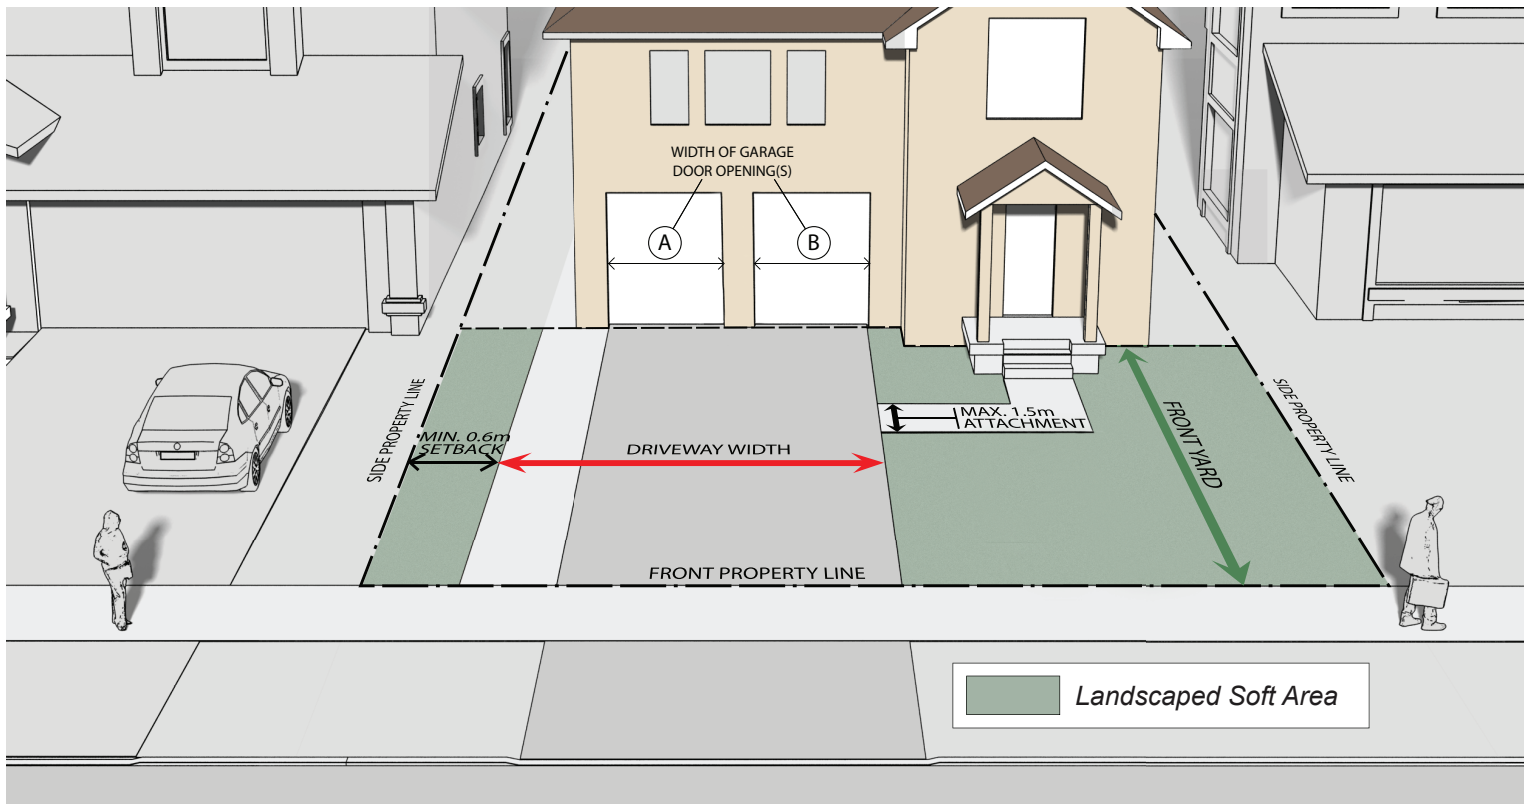 WIDTH OF GARAGE
DOOR OPENING(S)
A
B
SIDE PROPERTY LINE
MIN. 0.6m
SETBACK
DRIVEWAY WIDTH
MAX. 1.5m
ATTACHMENT
FRONT YARD
SIDE PROPERTY LINE
FRONT PROPERTY LINE
Landscaped Soft Area